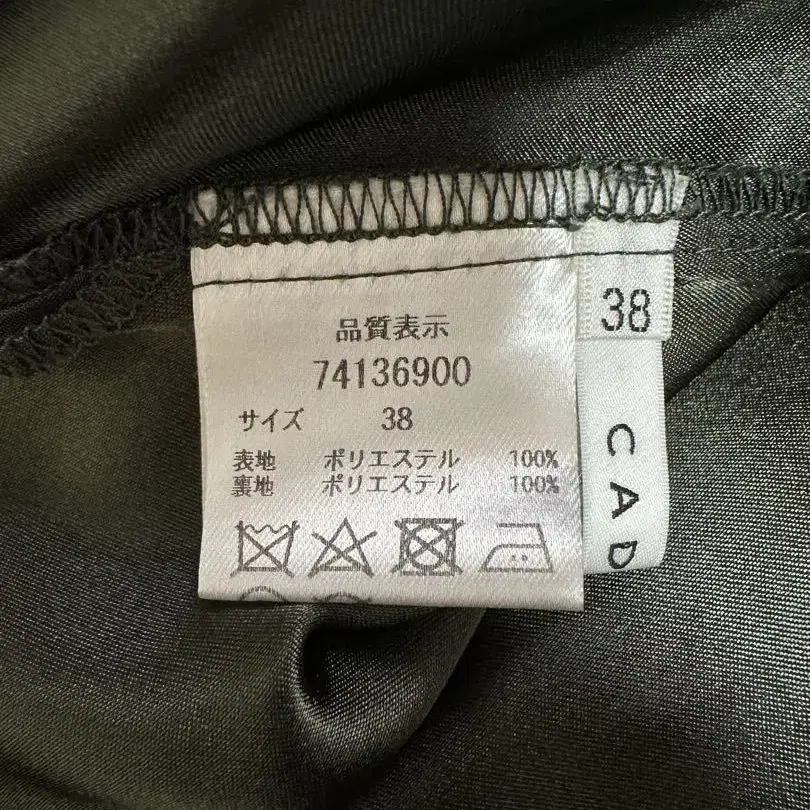 品質表示
74136900
サイズ 38
表地 ポリエステル 100%
裏地 ポリエステル 100%
38
CAD